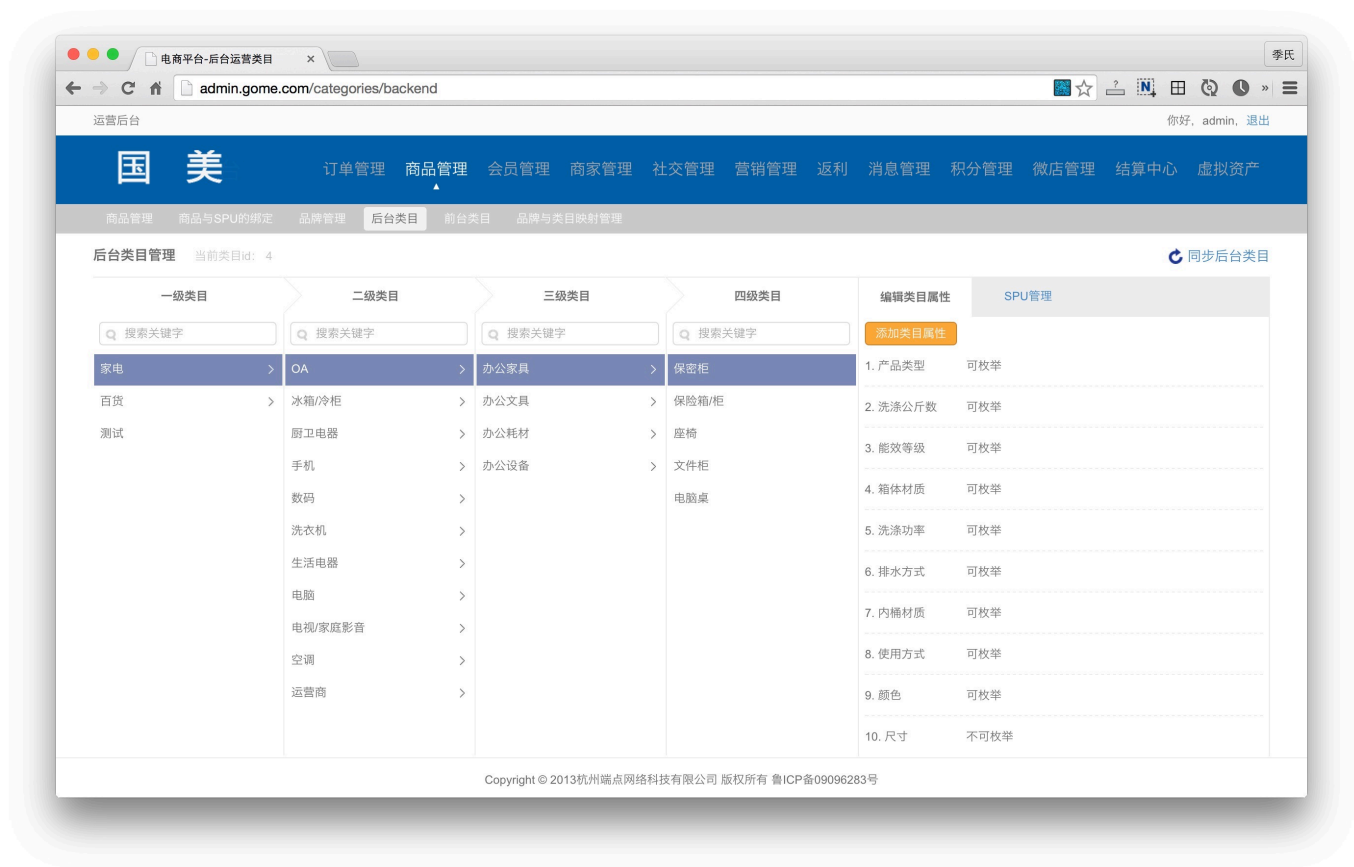 电商平台-后台运营类目
季氏
admin.gome.com/categories/backend
运营后台
你好, admin, 退出
国 美
订单管理 商品管理 会员管理 商家管理 社交管理 营销管理 返利 消息管理 积分管理 微店管理 结算中心 虚拟资产
商品管理 商品与SPU的绑定 品牌管理 后台类目 前台类目 品牌与类目映射管理
后台类目管理 当前类目id: 4 同步后台类目
一级类目 二级类目 三级类目 四级类目 编辑类目属性 SPU管理
搜索关键字 搜索关键字 搜索关键字 搜索关键字 添加类目属性
家电 OA 办公家具 保密柜 1. 产品类型 可枚举
百货 冰箱/冷柜 办公文具 保险箱/柜 2. 洗涤公斤数 可枚举
测试 厨卫电器 办公耗材 座椅 3. 能效等级 可枚举
手机 办公设备 文件柜 4. 箱体材质 可枚举
数码 电脑桌 5. 洗涤功率 可枚举
洗衣机 6. 排水方式 可枚举
生活电器 7. 内桶材质 可枚举
电脑 8. 使用方式 可枚举
电视/家庭影音 9. 颜色 可枚举
空调 10. 尺寸 不可枚举
运营商
Copyright © 2013杭州端点网络科技有限公司 版权所有 鲁ICP备09096283号